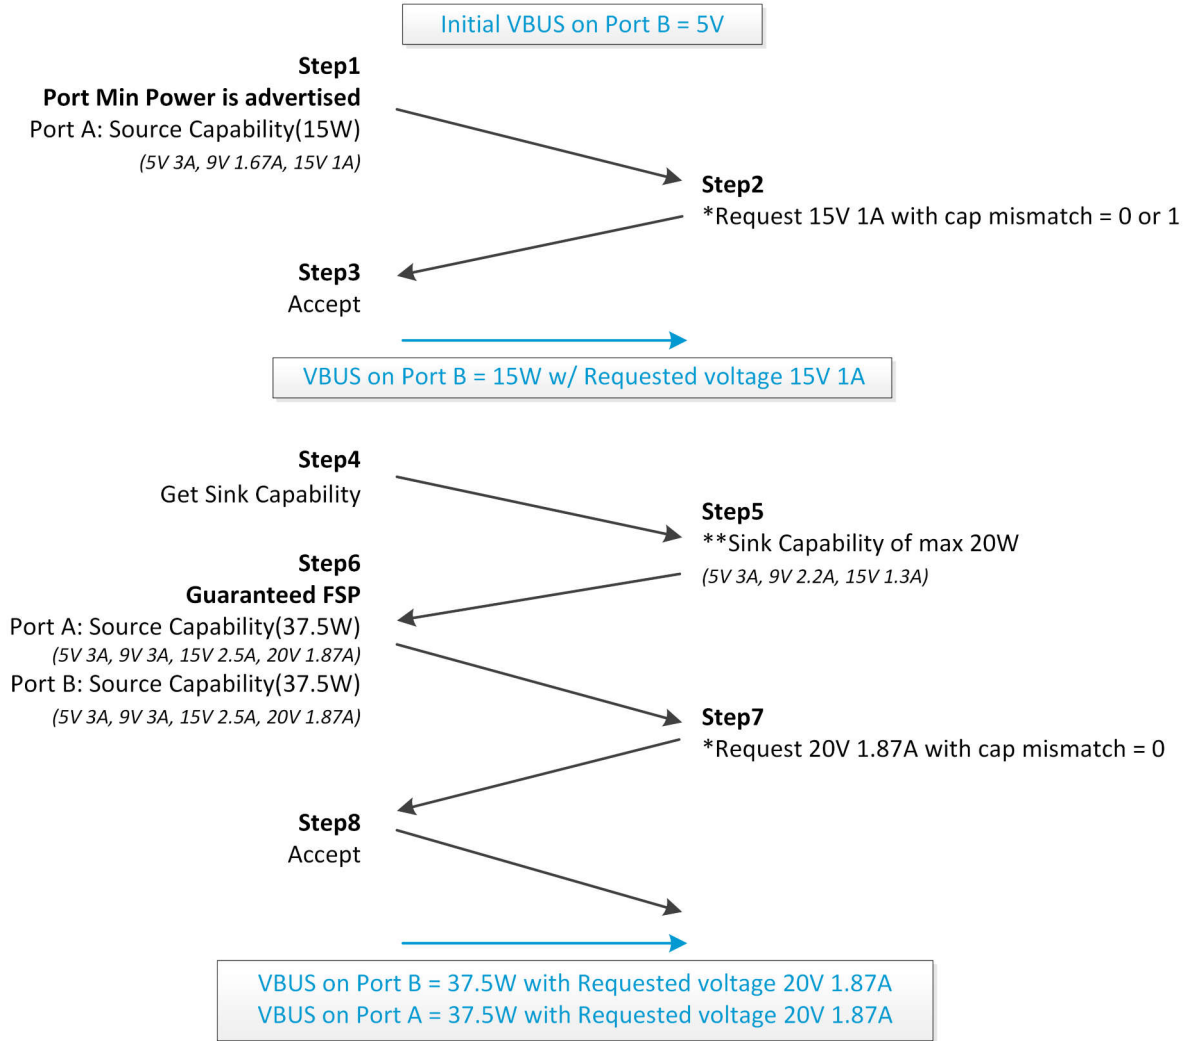 Initial VBUS on Port B = 5V
Step1
Port Min Power is advertised
Port A: Source Capability(15W)
(5V 3A, 9V 1.67A, 15V 1A)
Step2
*Request 15V 1A with cap mismatch = 0 or 1
Step3
Accept
VBUS on Port B = 15W w/ Requested voltage 15V 1A
Step4
Get Sink Capability
Step5
**Sink Capability of max 20W
(5V 3A, 9V 2.2A, 15V 1.3A)
Step6
Guaranteed FSP
Port A: Source Capability(37.5W)
(5V 3A, 9V 3A, 15V 2.5A, 20V 1.87A)
Port B: Source Capability(37.5W)
(5V 3A, 9V 3A, 15V 2.5A, 20V 1.87A)
Step7
*Request 20V 1.87A with cap mismatch = 0
Step8
Accept
VBUS on Port B = 37.5W with Requested voltage 20V 1.87A
VBUS on Port A = 37.5W with Requested voltage 20V 1.87A